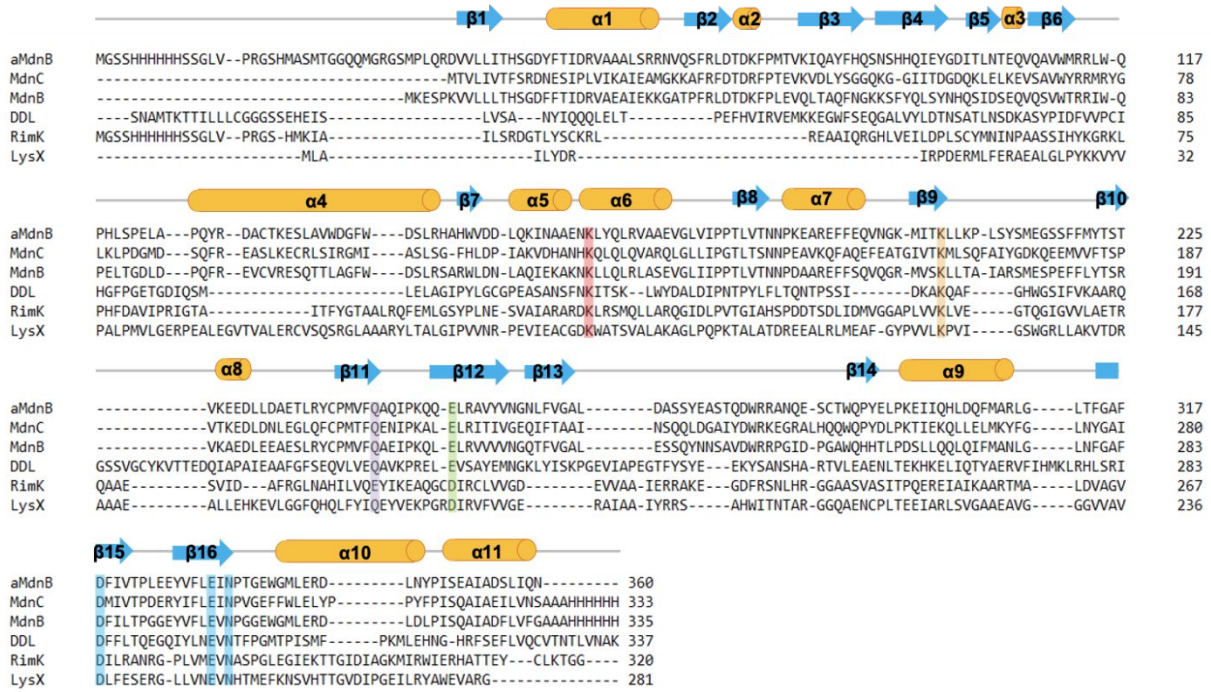 β1 α1 β2 α2 β3 β4 β5 α3 β6
aMdnB MGSSHHHHHHSSGLV--PRGSHMASMTGGQQMGRGSMPLQRDVVLLITHSGDYFTIDRVAAALSRRNVQSFRLDTDKFPMTVKIQAYFHQSNSHHQIEYGDITLNTEQVQAVWMRRLW-Q 117
MdnC -----------------------------------------MTVLIVTFSRDNESIPLVIKAIEAMGKKAFRFDTDRFPTEVKVDLYSGGQKG-GIITDGDQKLELKEVSAVWYRRMRYG 78
MdnB ------------------------------------MKESPKVVLLLTHSGDFFTIDRVAEAIEKKGATPFRLDTDKFPLEVQLTAQFNGKKSFYQLSYNHQSIDSEQVQSVWTRRIW-Q 83
DDL ----SNAMTKTTILLLCGGGSSEHEIS-------------------LVSA--NYIQQQLELT------PEFHVIRVEMKKEGWFSEQGALVYLDTNSATLNSDKASYPIDFVVPCI 85
RimK MGSSHHHHHHSSGLV--PRGS-HMKIA-------------------ILSRDGTLYSCKRL---------------REAAIQRGHLVEILDPLSCYMNINPAASSIHYKGRKL 75
LysX ------------------------MLA-------------------ILYDR------------------------------------IRPDERMLFERAEALGLPYKKVYV 32
α4 β7 α5 α6 β8 α7 β9 β10
aMdnB PHLSPELA---PQYR-DACTKESLAVWDGFW---DSLRHAHWVDD-LQKINAAENKLYQLRVAAEVGLVIPPTLVTNNPKEAREFFEQVNGK-MITKLLKP-LSYSMEGSSFFMYTST 225
MdnC LKLPDGMD---SQFR-EASLKECRLSIRGMI---ASLSG-FHLDP-IAKVDHANHKQLQLQVARQLGLLIPGTLTSNNPEAVKQFAQEFEATGIVTKMLSQFAIYGDKQEEMVVFTSP 187
MdnB PELTGDLD---PQFR-EVCVRESQTTLAGFW---DSLRSARWLDN-LAQIEKAKNKLLQLRLASEVGLIIPPTLVTNNPDAAREFFSQVQGR-MVSKLLTA-IARSMESPEFFLYTSR 191
DDL HGFPGETGDIQSM--------------LELAGIPYLGCGPEASANSFNKITSK--LWYDALDIPNTPYLFLTQNTPSSI-----DKAKQAF-----GHWGSIFVKAARQ 168
RimK PHFDAVIPRIGTA-----------ITFYGTAALRQFEMLGSYPLNE-SVAIARARDKLRSMQLLARQGIDLPVTGIAHSPDDTSDLIDMVGGAPLVVKLVE----GTQGIGVVLAETR 177
LysX PALPMVLGERPEALEGVTVALERCVSQSRGLAAARYLTALGIPVVNR-PEVIEACGDKWATSVALAKAGLPQPKTALATDREEALRLMEAF-GYPVVLKPVI-----GSWGRLLAKVTDR 145
α8 β11 β12 β13 β14 α9
aMdnB -------------VKEEDLLDAETLRYCPMVFQAQIPKQQ-ELRAVYVNGNLFVGAL--------DASSYEASTQDWRRANQE-SCTWQPYELPKEIIQHLDQFMARLG-----LTFGAF 317
MdnC -------------VTKEDLDNLEGLQFCPMTFQENIPKAL-ELRITIVGEQIFTAAI--------NSQQLDGAIYDWRKEGRALHQQWQPYDLPKTIEKQLLELMKYFG-----LNYGAI 280
MdnB -------------VKAEDLEEAESLRYCPMVFQAEIPKQL-ELRVVVVNGQTFVGAL--------ESSQYNNSAVDWRRPGID-PGAWQHHTLPDSLLQQLQIFMANLG-----LNFGAF 283
DDL GSSVGCYKVTTEDQIAPAIEAAFGFSEQVLVEQAVKPREL-EVSAYEMNGKLYISKPGEVIAPEGTFYSYE---EKYSANSHA-RTVLEAENLTEKHKELIQTYAERVFIHMKLRHLSRI 283
RimK QAAE---------SVID---AFRGLNAHILVQEYIKEAQGCDIRCLVVGD--------EVVAA-IERRAKE---GDFRSNLHR-GGAASVASITPQEREIAIKAARTMA----LDVAGV 267
LysX AAAE---------ALLEHKEVLGGFQHQLFYIQEYVEKPGRDIRVFVVGE--------RAIAA-IYRRS-----AHWITNTAR-GGQAENCPLTEEIARLSVGAAEAVG----GGVVAV 236
β15 β16 α10 α11
aMdnB DFIVTPLEEYVFLEINPTGEWGMLERD---------LNYPISEAIADSLIQN--------- 360
MdnC DMIVTPDERYIFLEINPVGEFFWLELYP--------PYFPISQAIAEILVNSAAAHHHHHH 333
MdnB DFILTPGGEYVFLEVNPGGEWGMLERD---------LDLPISQAIADFLVFGAAAHHHHHH 335
DDL DFFLTQEGQIYLNEVNTFPGMTPISMF-------PKMLEHNG-HRFSEFLVQCVTNTLVNAK 337
RimK DILRANRG-PLVMEVNASPGLEGIEKTTGIDIAGKMIRWIERHATTEY---CLKTGG---- 320
LysX DLFESERG-LLVNEVNHTMEFKNSVHTTGVDIPGEILRYAWEVARG--------------- 281